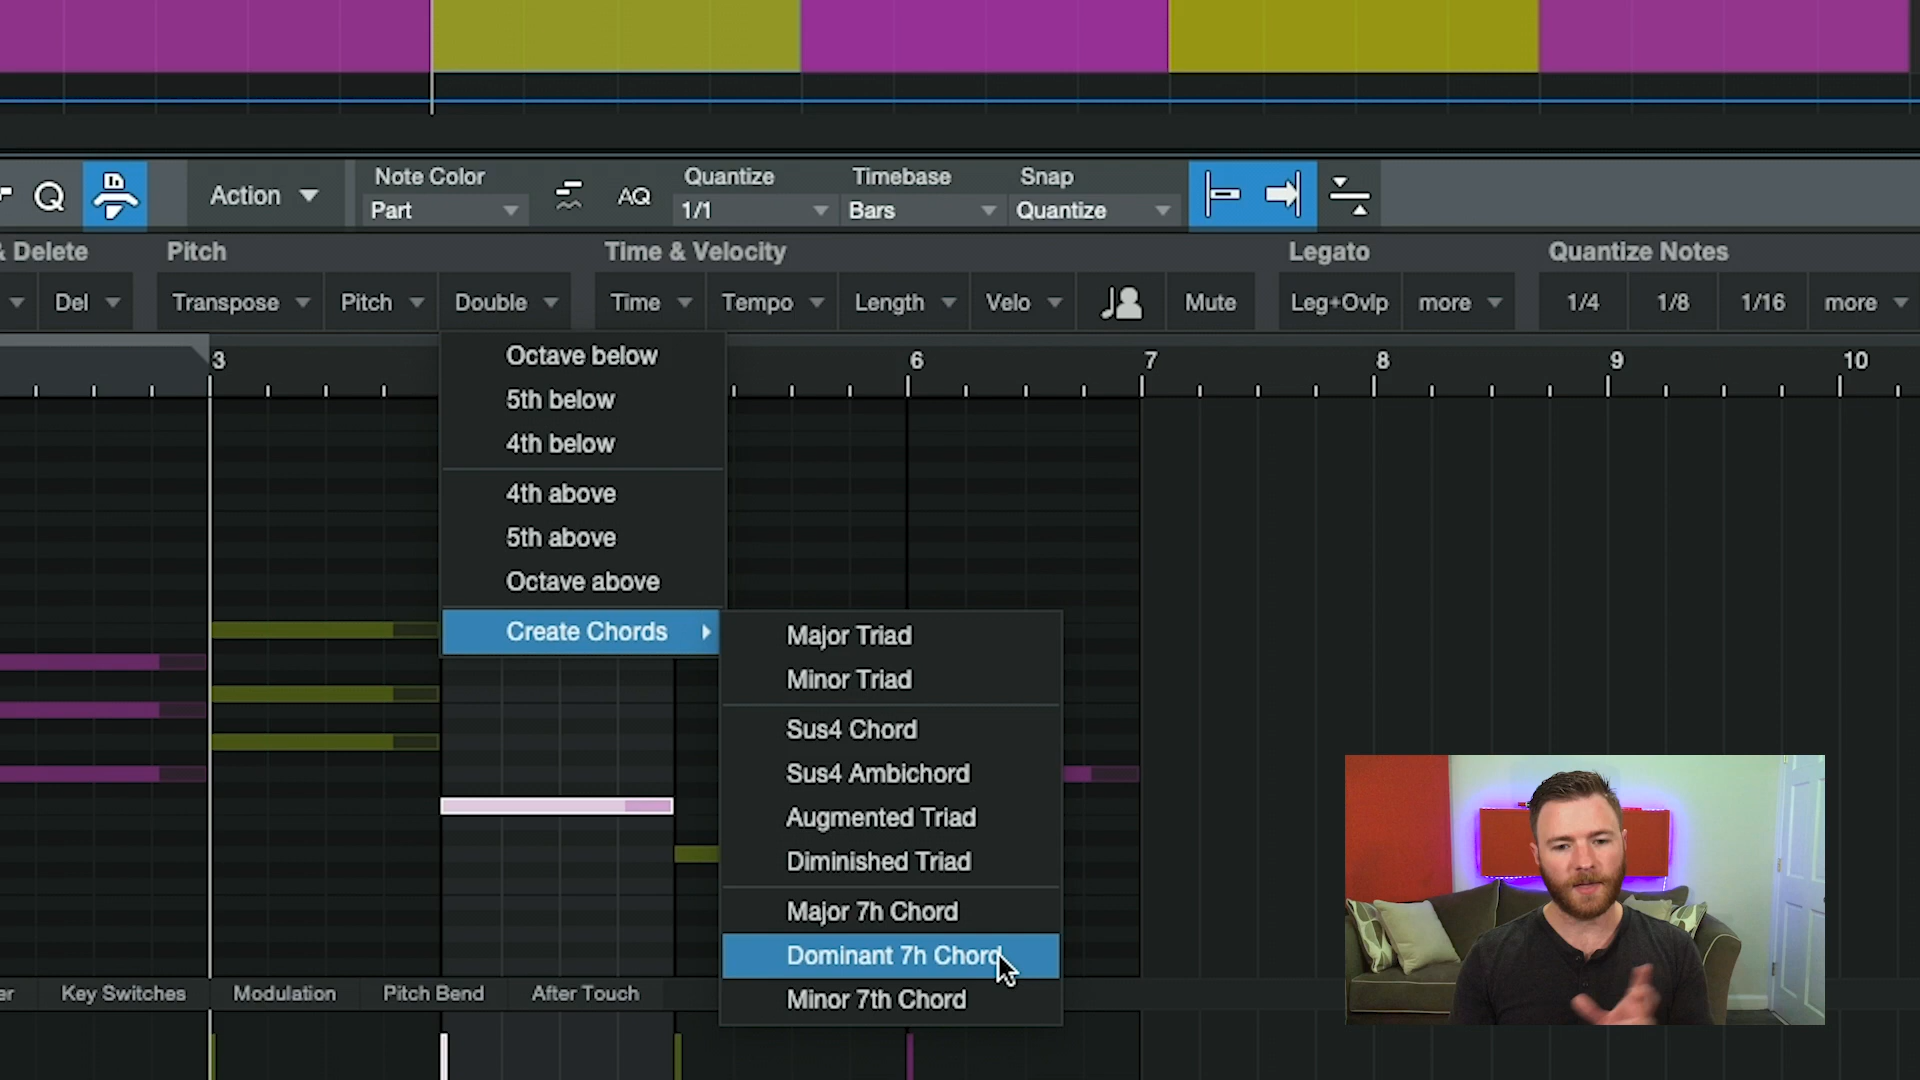 Note Color
Quantize
Timebase
Snap
Q
Action
Part
AQ
1/1
Bars
Quantize
& Delete
Pitch
Time & Velocity
Legato
Quantize Notes
Del
Transpose
Pitch
Double
Time
Tempo
Length
Velo
Mute
Leg+Ovlp
more
1/4
1/8
1/16
more
3
6
7
8
9
10
Octave below
5th below
4th below
4th above
5th above
Octave above
Create Chords
Major Triad
Minor Triad
Sus4 Chord
Sus4 Ambichord
Augmented Triad
Diminished Triad
Major 7h Chord
Dominant 7h Chord
Minor 7th Chord
er
Key Switches
Modulation
Pitch Bend
After Touch